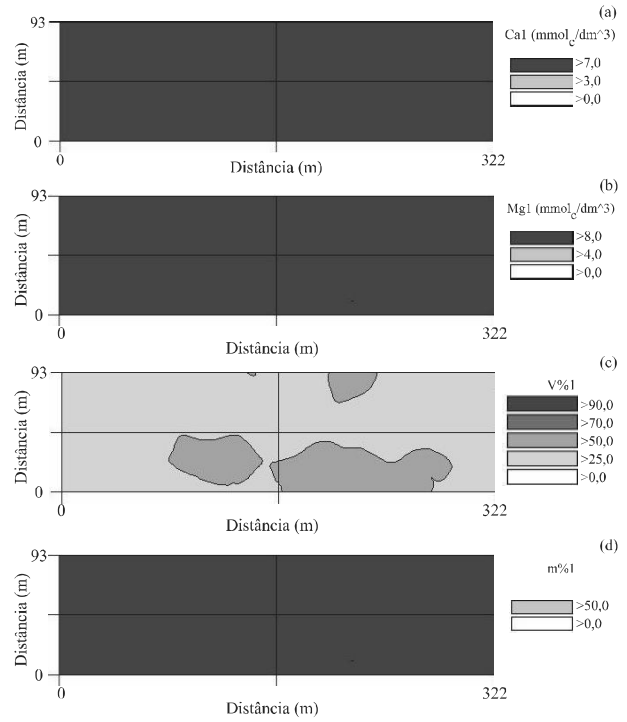 (a)
93
Ca1 (mmolc/dm^3)
>7,0
>3,0
>0,0
Distância (m)
0
0
322
Distância (m)
(b)
93
Mg1 (mmolc/dm^3)
>8,0
>4,0
>0,0
Distância (m)
0
0
322
Distância (m)
(c)
93
V%1
>90,0
>70,0
>50,0
>25,0
>0,0
Distância (m)
0
0
322
Distância (m)
(d)
93
m%1
>50,0
>0,0
Distância (m)
0
0
322
Distância (m)